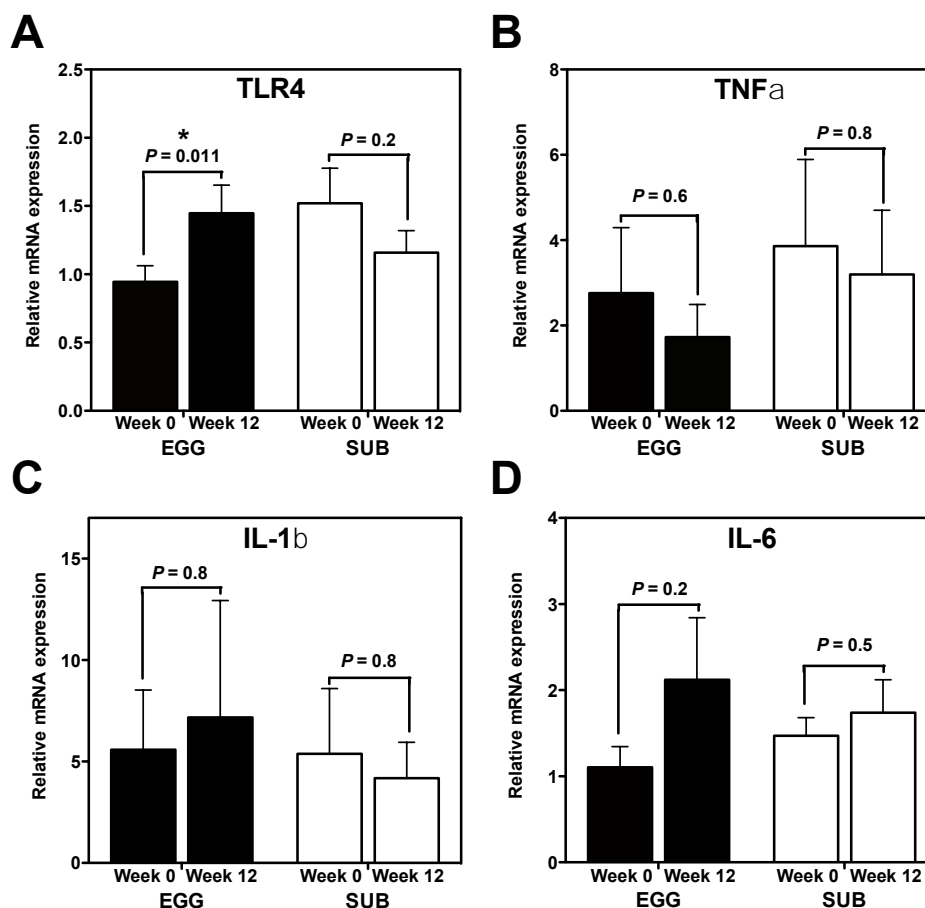 A
TLR4
Relative mRNA expression
2.5
2.0
1.5
1.0
0.5
0.0
*
P = 0.011
P = 0.2
Week 0 Week 12 Week 0 Week 12
EGG SUB
B
TNFa
Relative mRNA expression
8
6
4
2
0
P = 0.6
P = 0.8
Week 0 Week 12 Week 0 Week 12
EGG SUB
C
IL-1b
Relative mRNA expression
15
10
5
0
P = 0.8
P = 0.8
Week 0 Week 12 Week 0 Week 12
EGG SUB
D
IL-6
Relative mRNA expression
4
3
2
1
0
P = 0.2
P = 0.5
Week 0 Week 12 Week 0 Week 12
EGG SUB